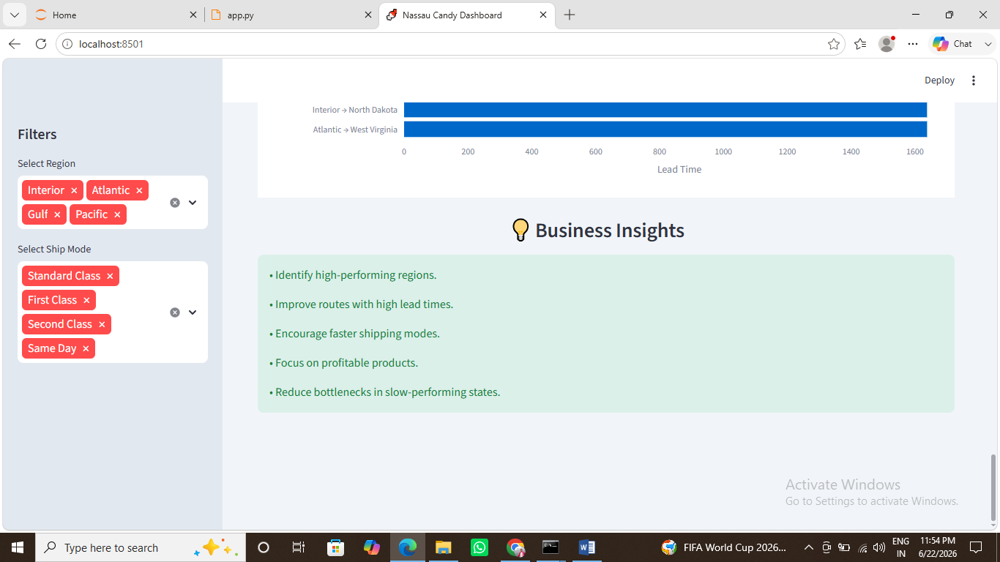 Home
app.py
Nassau Candy Dashboard
localhost:8501
Chat
Deploy
Filters
Select Region
Interior
Atlantic
Gulf
Pacific
Select Ship Mode
Standard Class
First Class
Second Class
Same Day
Interior → North Dakota
Atlantic → West Virginia
0 200 400 600 800 1000 1200 1400 1600
Lead Time
Business Insights
• Identify high-performing regions.
• Improve routes with high lead times.
• Encourage faster shipping modes.
• Focus on profitable products.
• Reduce bottlenecks in slow-performing states.
Activate Windows
Go to Settings to activate Windows.
Type here to search
FIFA World Cup 2026...
ENG
IN
11:54 PM
6/22/2026